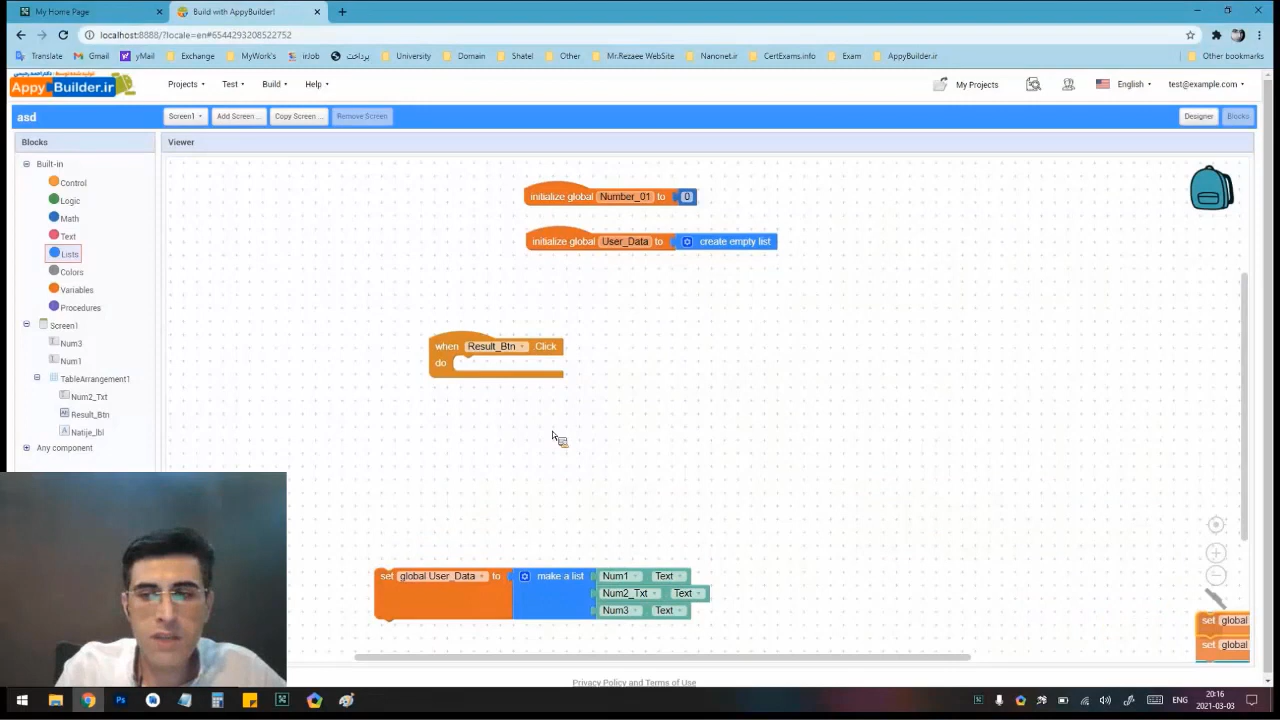 My Home Page
Build with AppyBuilder!
localhost:8888/?locale=en#6544293208522752
Translate
Gmail
yMail
Exchange
MyWork's
irJob
پرداخت
University
Domain
Shatel
Other
Mr.Rezaee WebSite
Nanonet.ir
CertExams.info
Exam
AppyBuilder.ir
Other bookmarks
AppyBuilder.ir
Projects
Test
Build
Help
My Projects
English
test@example.com
asd
Screen1
Add Screen ...
Copy Screen ...
Remove Screen
Designer
Blocks
Blocks
Viewer
Built-in
Control
Logic
Math
Text
Lists
Colors
Variables
Procedures
Screen1
Num3
Num1
TableArrangement1
Num2_Txt
Result_Btn
Natije_lbl
Any component
initialize global Number_01 to 0
initialize global User_Data to create empty list
when Result_Btn Click
do
set global User_Data to make a list Num1 Text
Num2_Txt Text
Num3 Text
set global
set global
Privacy Policy and Terms of Use
ENG
20:16
2021-03-03